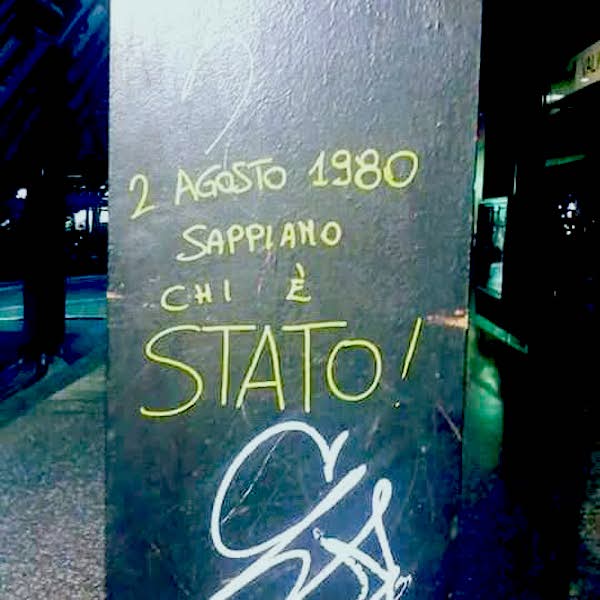 2 AGOSTO 1980
SAPPIAMO
CHI È
STATO!